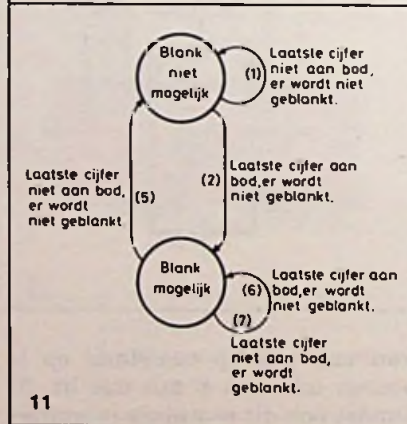 Blank
niet
mogelijk
(1)
Laatste cijfer
niet aan bod,
er wordt niet
geblankt.
Laatste cijfer
niet aan bod,
er wordt
niet geblankt
(5)
(2)
Laatste cijfer aan
bod,er wordt
niet geblankt.
Blank
mogelijk
(6)
Laatste cijfer aan
bod,er wordt
niet geblankt.
(7)
Laatste cijfer
niet aan bod,
er wordt
geblankt.
11